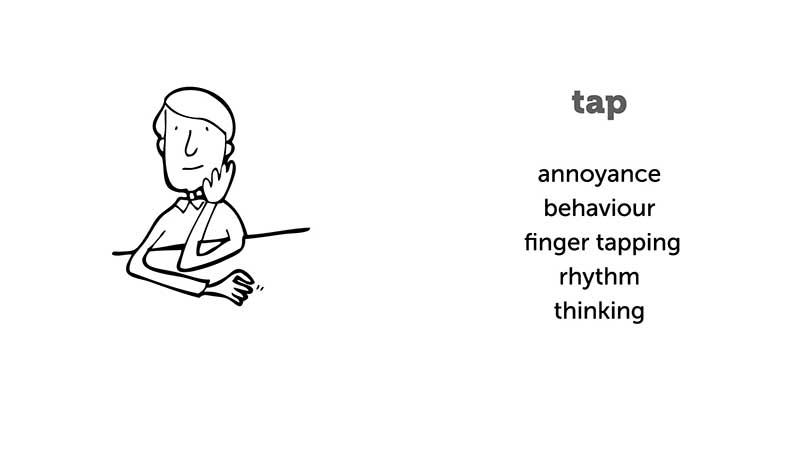 tap
annoyance
behaviour
finger tapping
rhythm
thinking